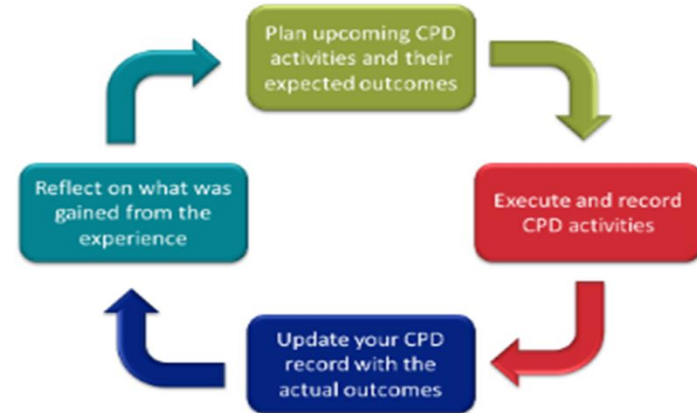 Plan upcoming CPD
activities and their
expected outcomes
Execute and record
CPD activities
Update your CPD
record with the
actual outcomes
Reflect on what was
gained from the
experience